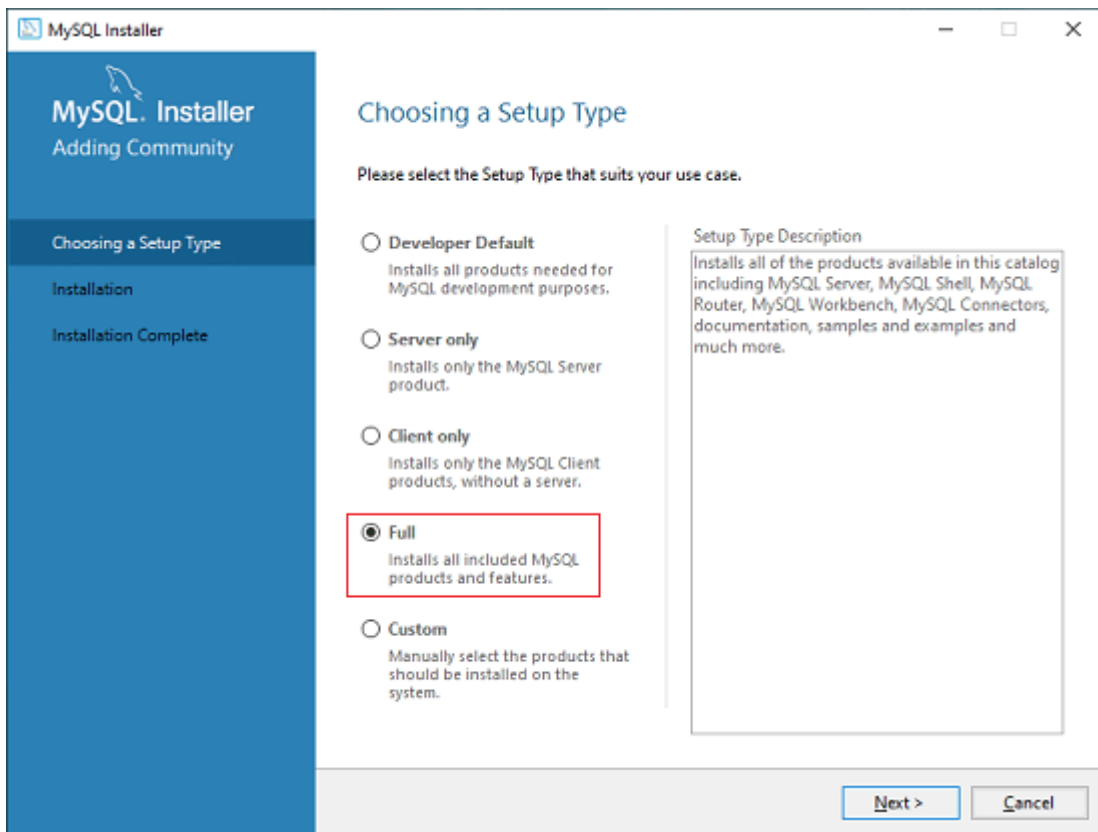 MySQL Installer
MySQL. Installer
Adding Community
Choosing a Setup Type
Installation
Installation Complete
Choosing a Setup Type
Please select the Setup Type that suits your use case.
Developer Default
Installs all products needed for
MySQL development purposes.
Server only
Installs only the MySQL Server
product.
Client only
Installs only the MySQL Client
products, without a server.
Full
Installs all included MySQL
products and features.
Custom
Manually select the products that
should be installed on the
system.
Setup Type Description
Installs all of the products available in this catalog
including MySQL Server, MySQL Shell, MySQL
Router, MySQL Workbench, MySQL Connectors,
documentation, samples and examples and
much more.
Next >
Cancel